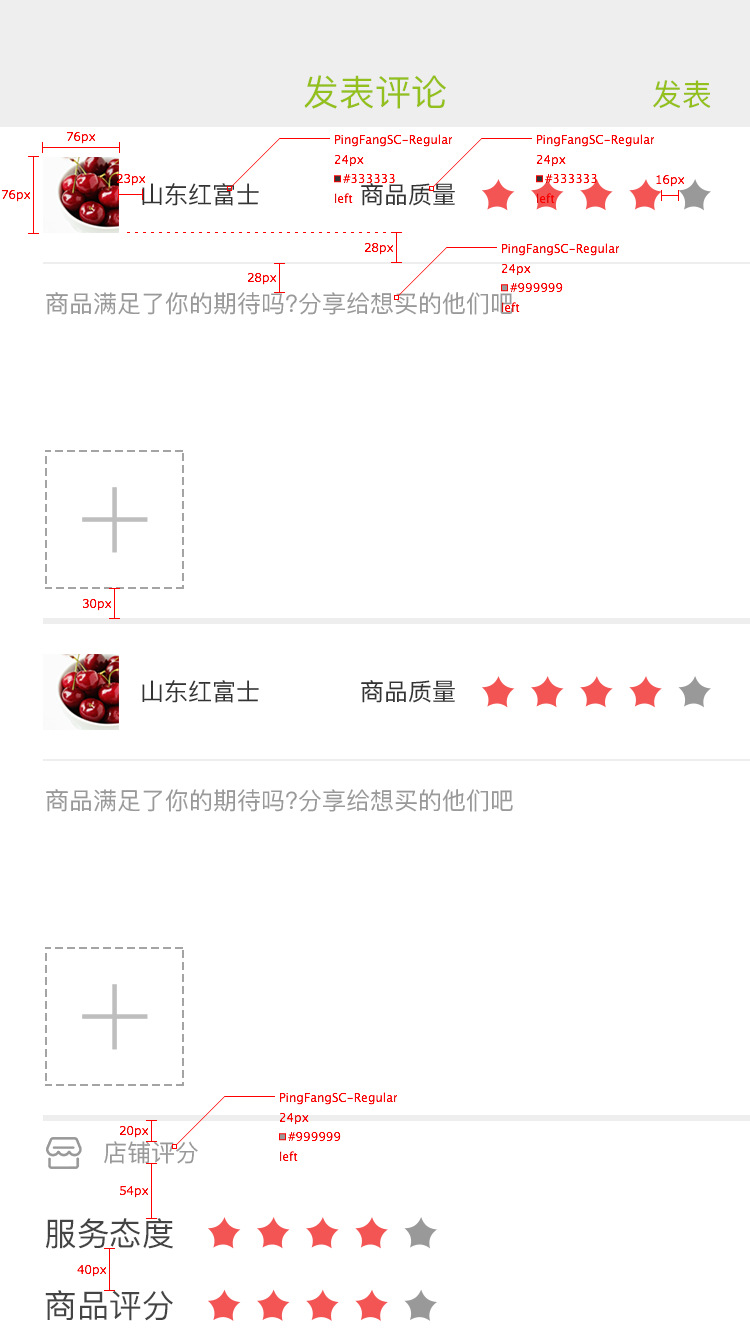 发表评论
发表
76px
76px
23px
山东红富士
PingFangSC-Regular
24px
#333333
left
商品质量
PingFangSC-Regular
24px
#333333
left
16px
28px
28px
PingFangSC-Regular
24px
#999999
left
商品满足了你的期待吗?分享给想买的他们吧
30px
山东红富士
商品质量
商品满足了你的期待吗?分享给想买的他们吧
PingFangSC-Regular
24px
#999999
left
20px
店铺评分
54px
服务态度
40px
商品评分